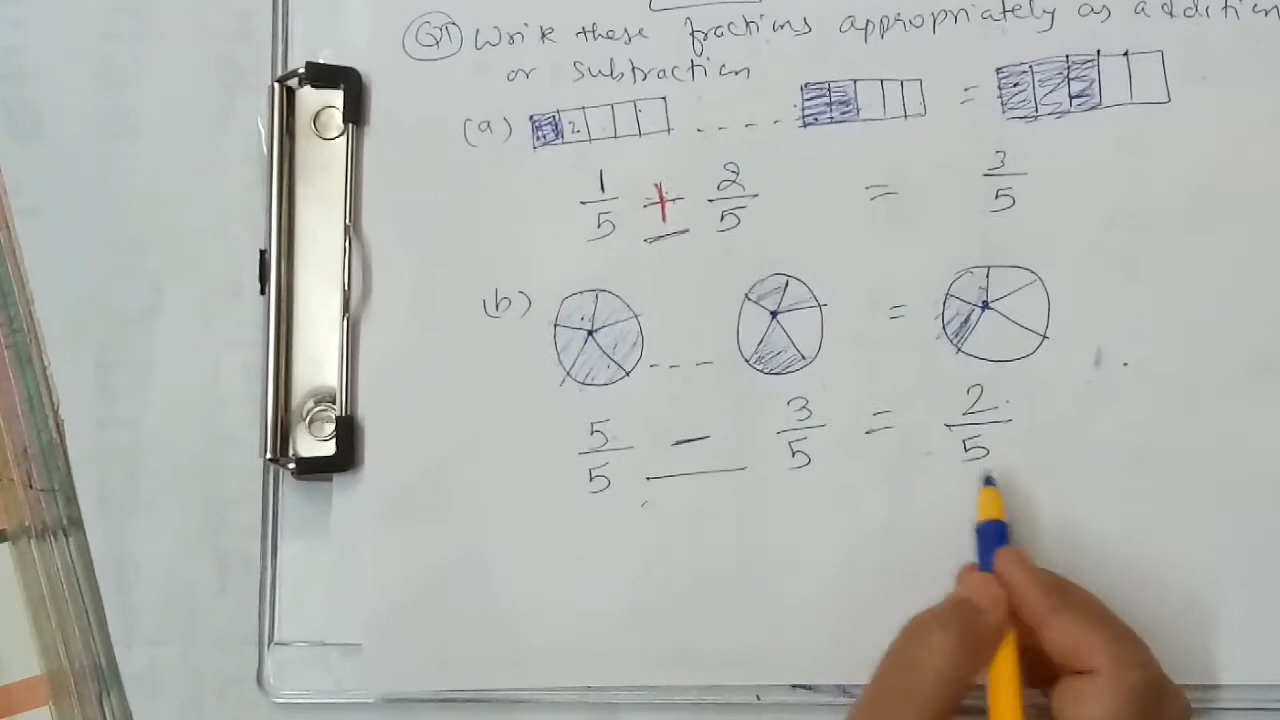 Q1 Write these fractions appropriately as addition
or subtraction
(a) 2 - - - - =
1/5 + 2/5 = 3/5
(b) - - - =
5/5 - 3/5 = 2/5